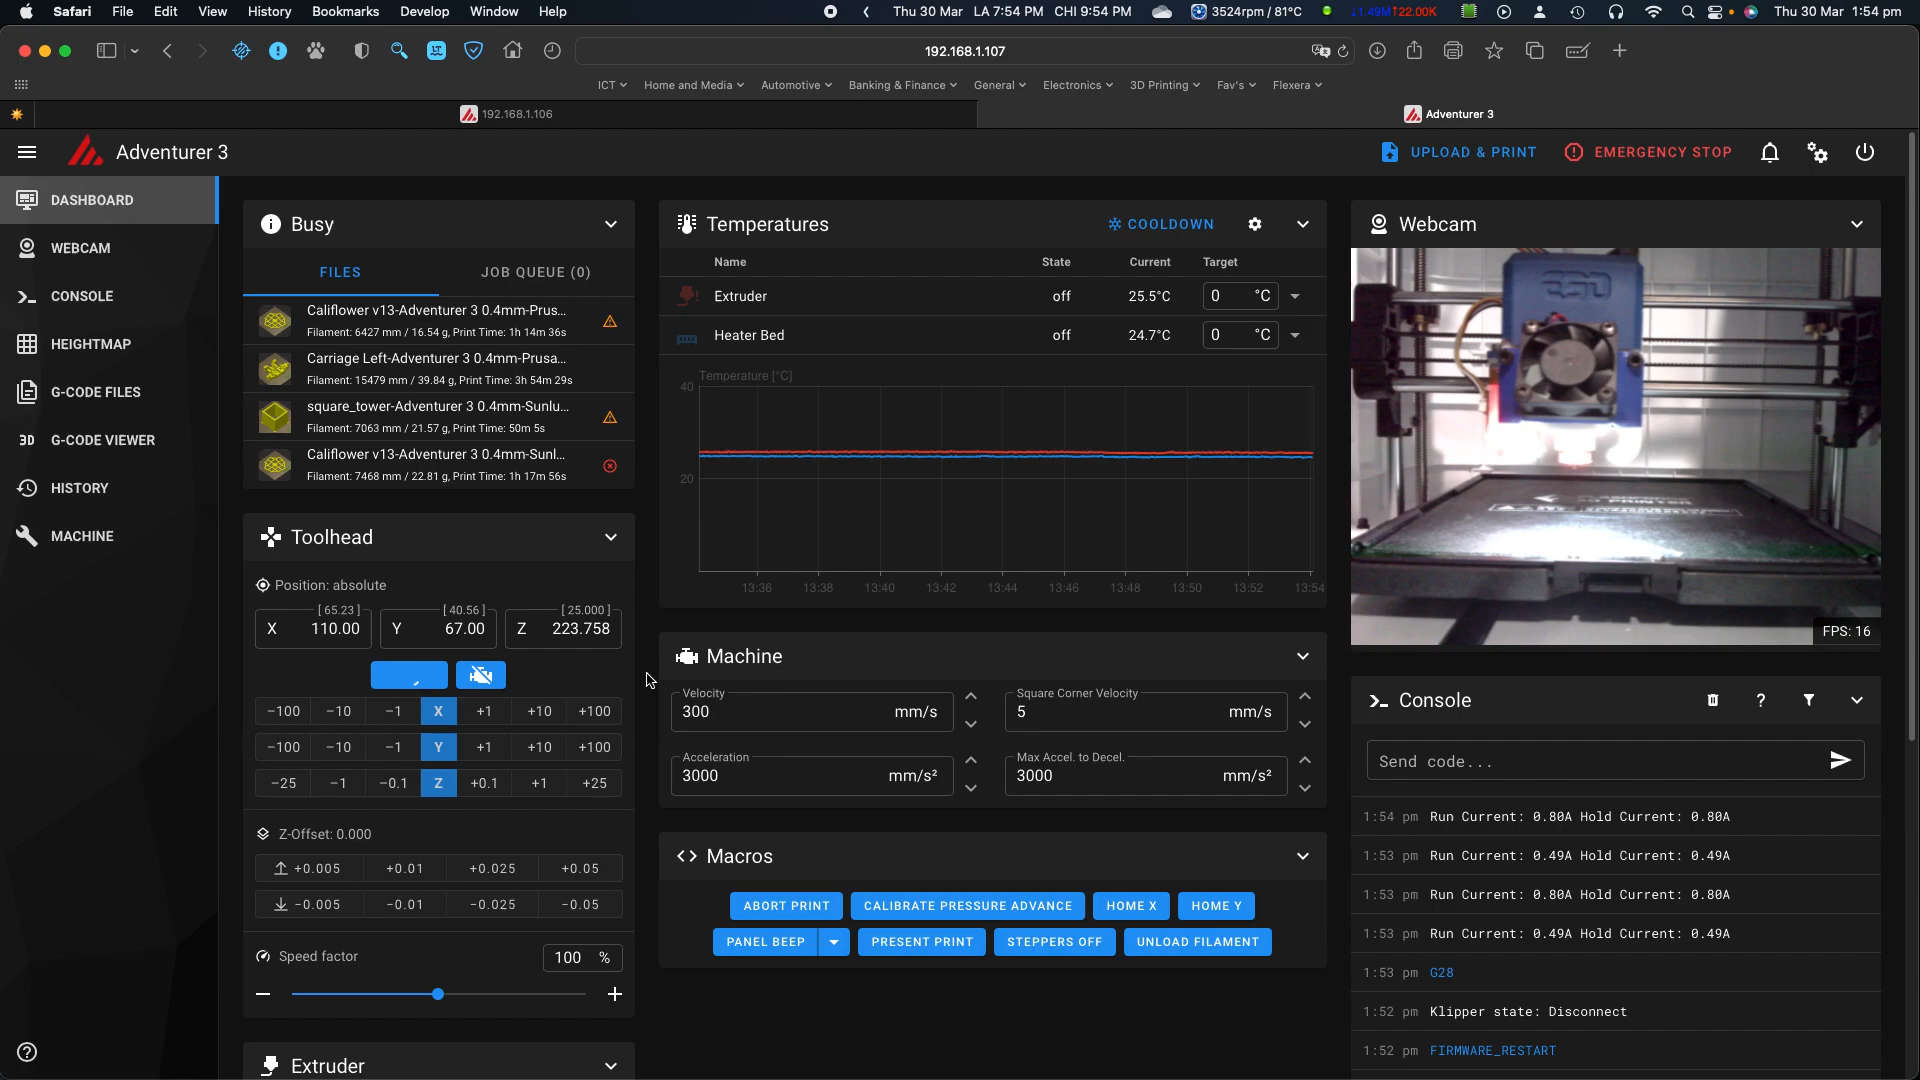 Safari File Edit View History Bookmarks Develop Window Help
Thu 30 Mar LA 7:54 PM CHI 9:54 PM 3524rpm / 81°C ↓1.49M↑22.00K Thu 30 Mar 1:54 pm
192.168.1.107
ICT Home and Media Automotive Banking & Finance General Electronics 3D Printing Fav's Flexera
192.168.1.106
Adventurer 3
Adventurer 3
UPLOAD & PRINT
EMERGENCY STOP
DASHBOARD
WEBCAM
CONSOLE
HEIGHTMAP
G-CODE FILES
3D G-CODE VIEWER
HISTORY
MACHINE
Busy
FILES JOB QUEUE (0)
Califlower v13-Adventurer 3 0.4mm-Prus...
Filament: 6427 mm / 16.54 g, Print Time: 1h 14m 36s
Carriage Left-Adventurer 3 0.4mm-Prusa...
Filament: 15479 mm / 39.84 g, Print Time: 3h 54m 29s
square_tower-Adventurer 3 0.4mm-Sunlu...
Filament: 7063 mm / 21.57 g, Print Time: 50m 5s
Califlower v13-Adventurer 3 0.4mm-Sunl...
Filament: 7468 mm / 22.81 g, Print Time: 1h 17m 56s
Toolhead
Position: absolute
[ 65.23 ] [ 40.56 ] [ 25.000 ]
X 110.00 Y 67.00 Z 223.758
−100 −10 −1 X +1 +10 +100
−100 −10 −1 Y +1 +10 +100
−25 −1 −0.1 Z +0.1 +1 +25
Z-Offset: 0.000
+0.005 +0.01 +0.025 +0.05
−0.005 −0.01 −0.025 −0.05
Speed factor 100 %
Extruder
Temperatures
COOLDOWN
Name State Current Target
Extruder off 25.5°C 0 °C
Heater Bed off 24.7°C 0 °C
Temperature [°C]
40
20
13:36 13:38 13:40 13:42 13:44 13:46 13:48 13:50 13:52 13:54
Machine
Velocity
300 mm/s
Square Corner Velocity
5 mm/s
Acceleration
3000 mm/s²
Max Accel. to Decel.
3000 mm/s²
Macros
ABORT PRINT CALIBRATE PRESSURE ADVANCE HOME X HOME Y
PANEL BEEP PRESENT PRINT STEPPERS OFF UNLOAD FILAMENT
Webcam
FPS: 16
Console
Send code...
1:54 pm Run Current: 0.80A Hold Current: 0.80A
1:53 pm Run Current: 0.49A Hold Current: 0.49A
1:53 pm Run Current: 0.80A Hold Current: 0.80A
1:53 pm Run Current: 0.49A Hold Current: 0.49A
1:53 pm G28
1:52 pm Klipper state: Disconnect
1:52 pm FIRMWARE_RESTART